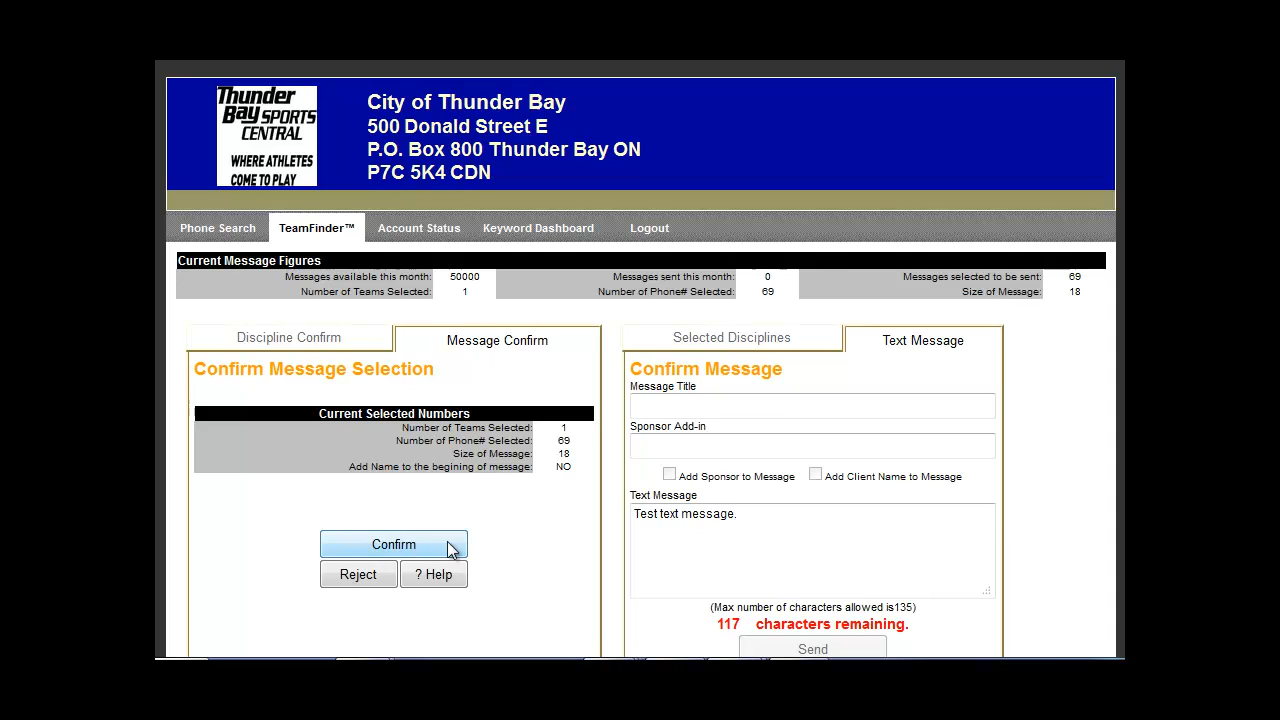 Thunder
Bay SPORTS
CENTRAL
WHERE ATHLETES
COME TO PLAY
City of Thunder Bay
500 Donald Street E
P.O. Box 800 Thunder Bay ON
P7C 5K4 CDN
Phone Search TeamFinder™ Account Status Keyword Dashboard Logout
Current Message Figures
Messages available this month: 50000 Messages sent this month: 0 Messages selected to be sent: 69
Number of Teams Selected: 1 Number of Phone# Selected: 69 Size of Message: 18
Discipline Confirm Message Confirm Selected Disciplines Text Message
Confirm Message Selection
Current Selected Numbers
Number of Teams Selected: 1
Number of Phone# Selected: 69
Size of Message: 18
Add Name to the begining of message: NO
Confirm
Reject ? Help
Confirm Message
Message Title
Sponsor Add-in
Add Sponsor to Message Add Client Name to Message
Text Message
Test text message.
(Max number of characters allowed is135)
117 characters remaining.
Send